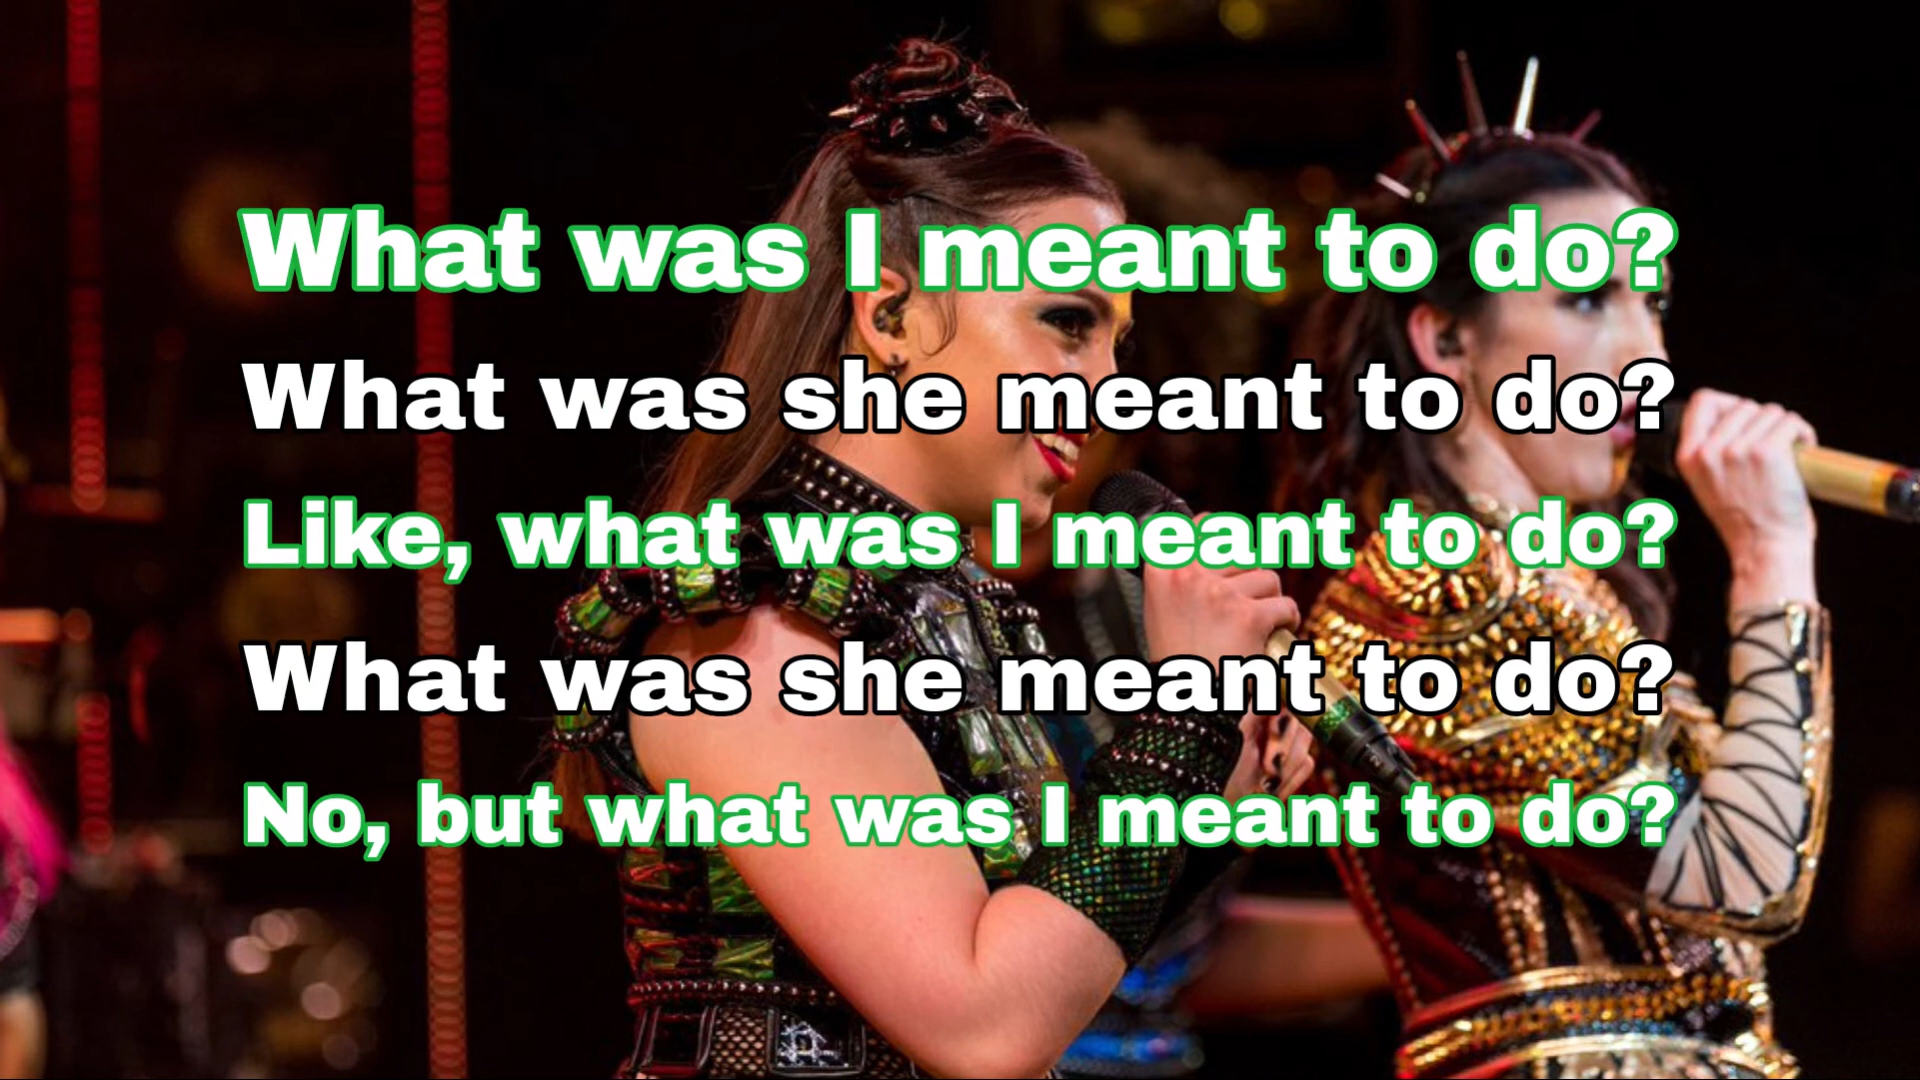 What was I meant to do?
What was she meant to do?
Like, what was I meant to do?
What was she meant to do?
No, but what was I meant to do?